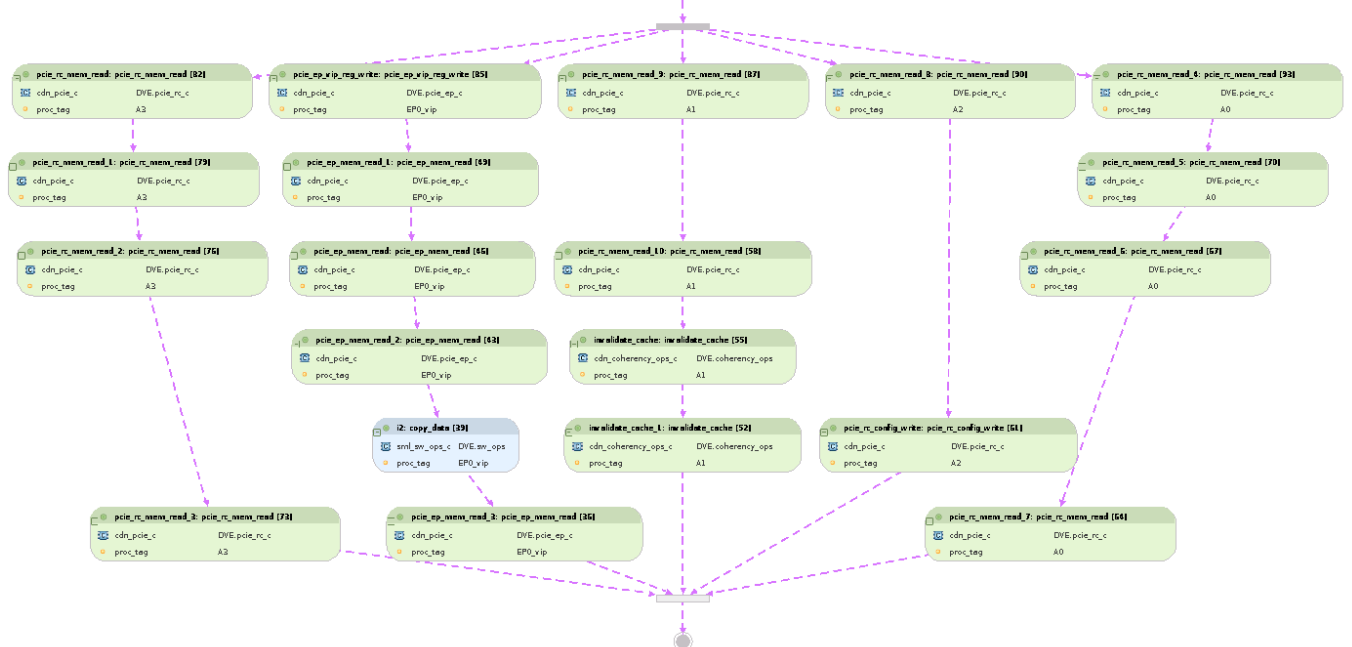 pcie_rc_mem_read: pcie_rc_mem_read [82]
cdn_pcie_c DVE.pcie_rc_c
proc_tag A3
pcie_ep_vip_reg_write: pcie_ep_vip_reg_write [85]
cdn_pcie_c DVE.pcie_ep_c
proc_tag EP0_vip
pcie_rc_mem_read_9: pcie_rc_mem_read [87]
cdn_pcie_c DVE.pcie_rc_c
proc_tag A1
pcie_rc_mem_read_8: pcie_rc_mem_read [90]
cdn_pcie_c DVE.pcie_rc_c
proc_tag A2
pcie_rc_mem_read_4: pcie_rc_mem_read [93]
cdn_pcie_c DVE.pcie_rc_c
proc_tag A0
pcie_rc_mem_read_1: pcie_rc_mem_read [79]
cdn_pcie_c DVE.pcie_rc_c
proc_tag A3
pcie_ep_mem_read_1: pcie_ep_mem_read [49]
cdn_pcie_c DVE.pcie_ep_c
proc_tag EP0_vip
pcie_rc_mem_read_5: pcie_rc_mem_read [70]
cdn_pcie_c DVE.pcie_rc_c
proc_tag A0
pcie_rc_mem_read_2: pcie_rc_mem_read [76]
cdn_pcie_c DVE.pcie_rc_c
proc_tag A3
pcie_ep_mem_read: pcie_ep_mem_read [46]
cdn_pcie_c DVE.pcie_ep_c
proc_tag EP0_vip
pcie_rc_mem_read_10: pcie_rc_mem_read [58]
cdn_pcie_c DVE.pcie_rc_c
proc_tag A1
pcie_rc_mem_read_6: pcie_rc_mem_read [67]
cdn_pcie_c DVE.pcie_rc_c
proc_tag A0
pcie_ep_mem_read_2: pcie_ep_mem_read [43]
cdn_pcie_c DVE.pcie_ep_c
proc_tag EP0_vip
invalidate_cache: invalidate_cache [55]
cdn_coherency_ops_c DVE.coherency_ops
proc_tag A1
i2: copy_data [39]
sml_sw_ops_c DVE.sw_ops
proc_tag EP0_vip
invalidate_cache_1: invalidate_cache [52]
cdn_coherency_ops_c DVE.coherency_ops
proc_tag A1
pcie_rc_config_write: pcie_rc_config_write [61]
cdn_pcie_c DVE.pcie_rc_c
proc_tag A2
pcie_rc_mem_read_3: pcie_rc_mem_read [73]
cdn_pcie_c DVE.pcie_rc_c
proc_tag A3
pcie_ep_mem_read_3: pcie_ep_mem_read [36]
cdn_pcie_c DVE.pcie_ep_c
proc_tag EP0_vip
pcie_rc_mem_read_7: pcie_rc_mem_read [64]
cdn_pcie_c DVE.pcie_rc_c
proc_tag A0